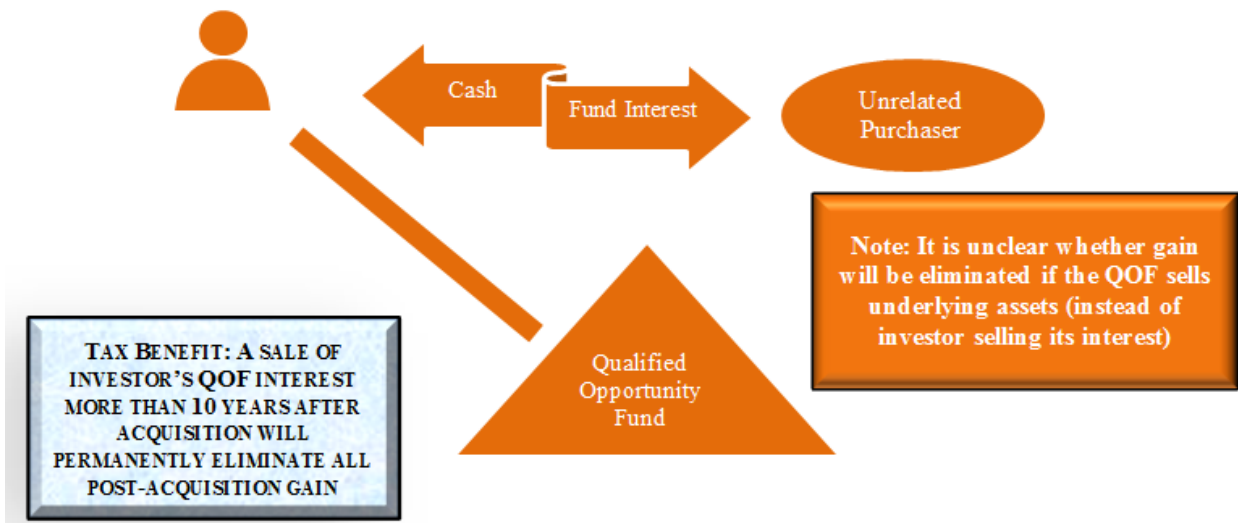 Cash
Fund Interest
Unrelated
Purchaser
Note: It is unclear whether gain
will be eliminated if the QOF sells
underlying assets (instead of
investor selling its interest)
TAX BENEFIT: A SALE OF
INVESTOR’S QOF INTEREST
MORE THAN 10 YEARS AFTER
ACQUISITION WILL
PERMANENTLY ELIMINATE ALL
POST-ACQUISITION GAIN
Qualified
Opportunity
Fund